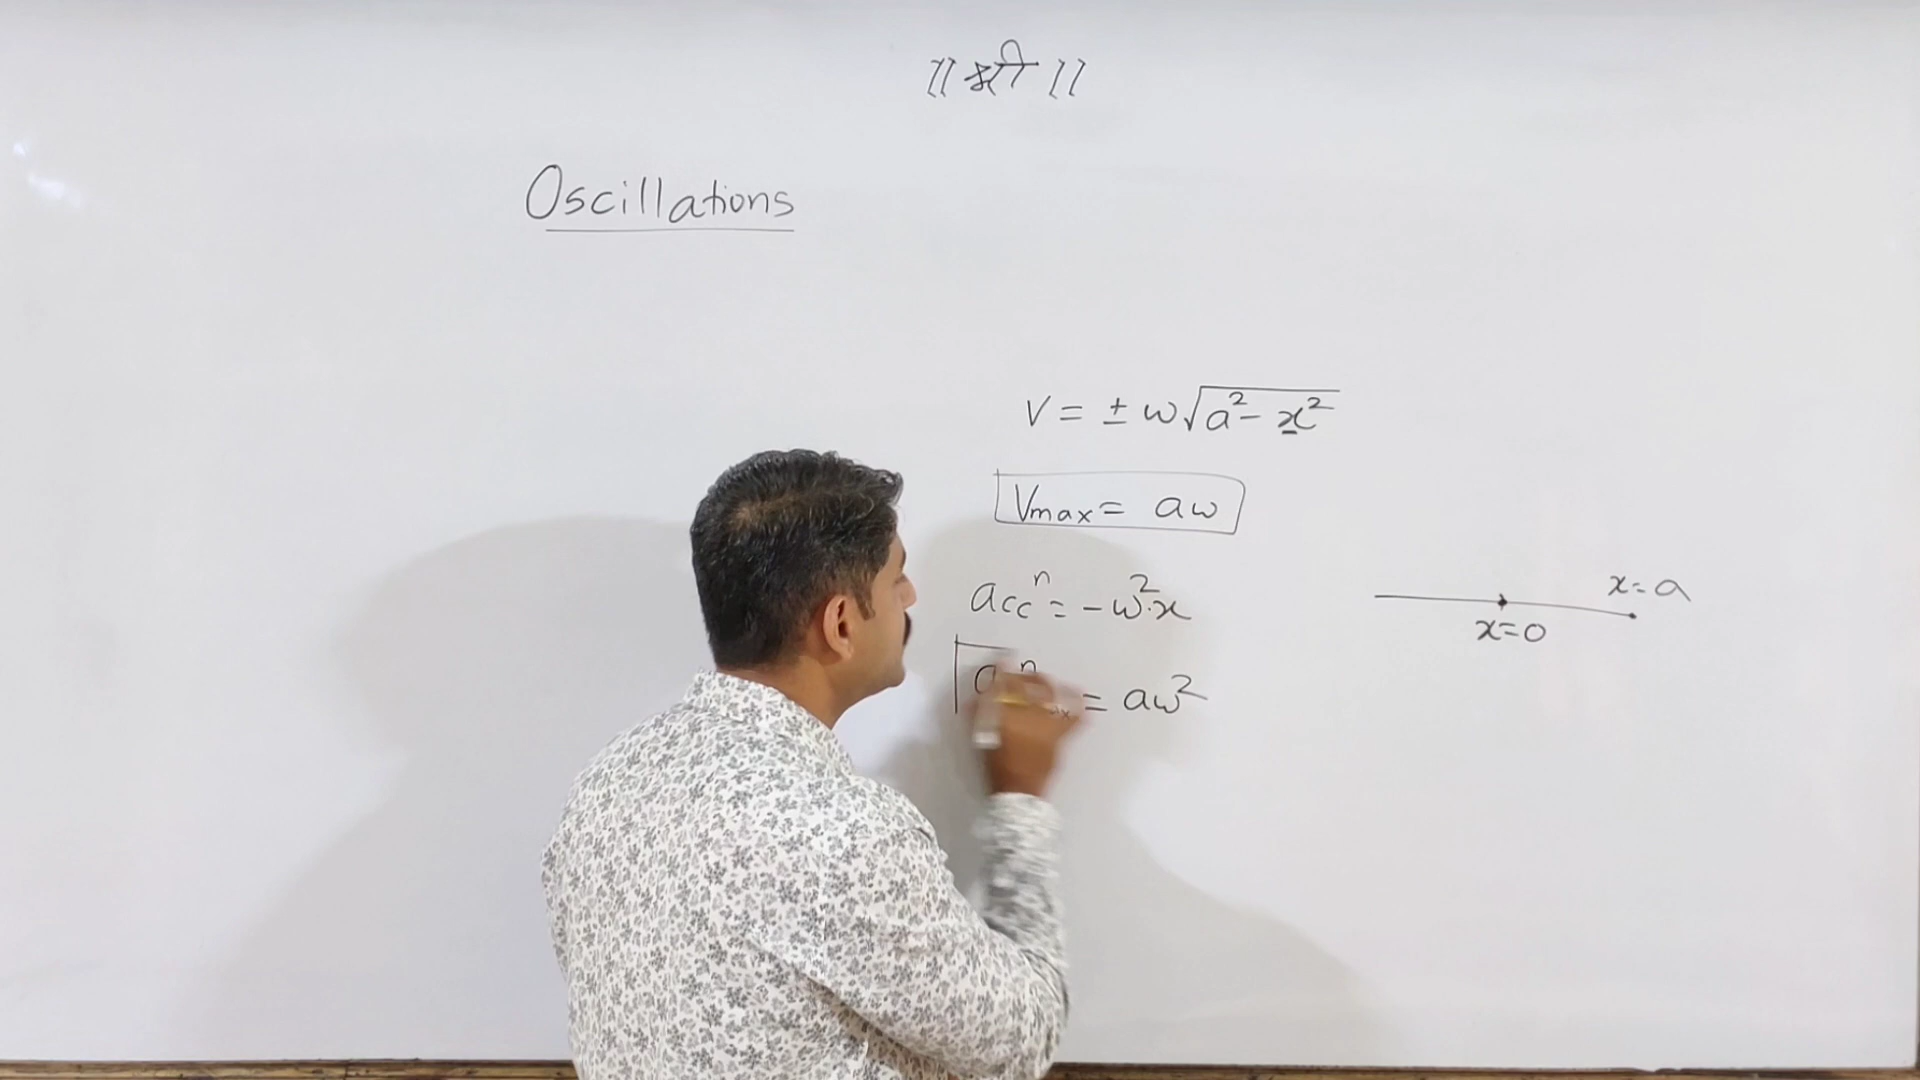 ॥ श्री ॥
Oscillations
V = ± ω√(a² - x²)
Vmax = aω
accⁿ = -ω².x
x = a
x = 0
= aω²